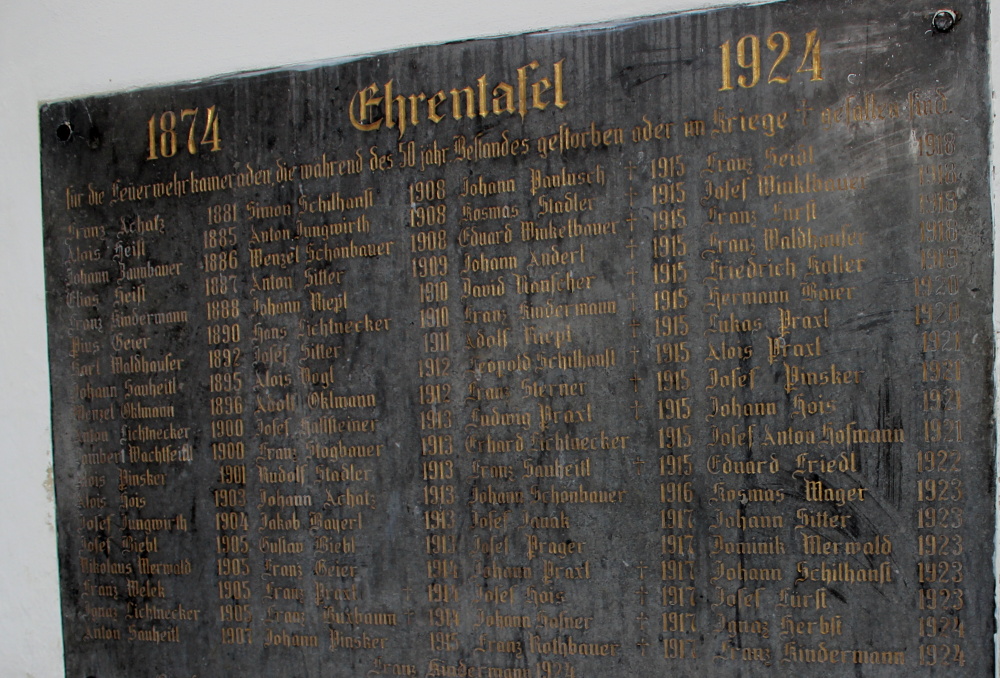 1874 Ehrentafel 1924
für die Feuerwehrkameraden die während des 50 jähr. Bestandes gestorben oder im Kriege † gefallen sind.
Franz Achatz 1881 Simon Schilhanst 1908 Johann Paulusch † 1915 Franz Seidl 1918
Alois Heist 1885 Anton Jungwirth 1908 Kosmas Stadler † 1915 Josef Winklbauer
Johann Zaunbauer 1886 Wenzel Schönbauer 1908 Eduard Winkelbauer † 1915 Franz Fürst
Elias Heist 1887 Anton Sitter 1909 Johann Anderl † 1915 Franz Waldhauser
Franz Kindermann 1888 Johann 1910 David † 1915 Friedrich Koller
Pius Geier 1890 Hans Lichtnecker 1910 Franz Kindermann † 1915 Hermann Baier 1920
Karl Waldhauser 1892 Josef Sitter 1911 Adolf † 1915 Lukas Praxl 1920
Johann Sauheitl 1895 Alois Vogl 1912 Leopold Schilhanst † 1915 Alois Praxl 1921
Wenzel Oklmann 1896 Adolf Oklmann 1912 Franz Sterner † 1915 Josef Pinsker 1921
Anton Lichtnecker 1900 Josef 1913 Ludwig Praxl † 1915 Johann Hois 1921
1900 Franz Stogbauer 1913 Erhard Lichtnecker 1915 Josef Anton Hofmann 1921
Alois Pinsker 1901 Rudolf Stadler 1913 Franz Sauheitl † 1915 Eduard Friedl 1922
Alois Hois 1903 Johann Achatz 1913 Johann Schönbauer 1916 Kosmas Mager 1923
Josef Jungwirth 1904 Jakob Bayerl 1913 Josef Janak 1917 Johann Sitter 1923
Josef Biebl 1905 Gustav Biebl 1913 Josef Prager 1917 Dominik Merwald 1923
Nikolaus Merwald 1905 Franz Geier 1914 Johann Praxl † 1917 Johann Schilhanst 1923
Franz Welek 1905 Franz Praxl † 1914 Josef Hois † 1917 Josef Fürst 1923
Ignaz Lichtnecker 1905 Franz Buxbaum † 1914 Johann Hofner † 1917 Ignaz Herbst 1924
Anton Sauheitl 1907 Johann Pinsker 1915 Franz Rothbauer † 1917 Franz Kindermann 1924
Franz Kindermann 1924